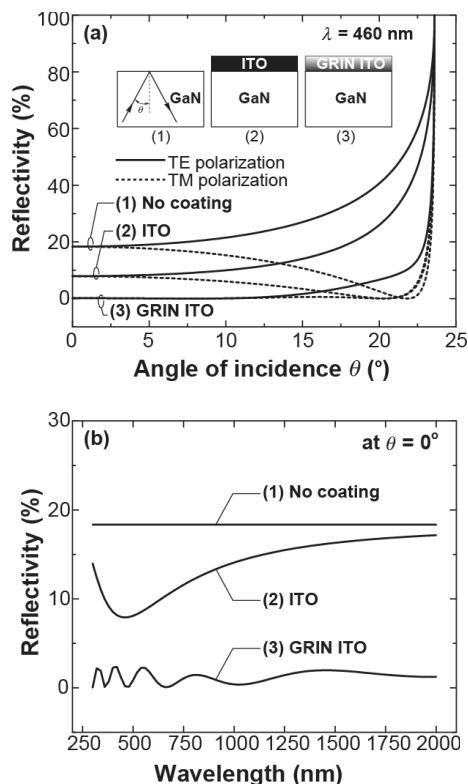 (a)
λ = 460 nm
ITO
GRIN ITO
GaN
GaN
GaN
θ
(1)
(2)
(3)
TE polarization
TM polarization
(1) No coating
(2) ITO
(3) GRIN ITO
100
80
60
40
20
0
Reflectivity (%)
0 5 10 15 20 25
Angle of incidence θ (°)
(b)
at θ = 0°
(1) No coating
(2) ITO
(3) GRIN ITO
30
20
10
0
Reflectivity (%)
250 500 750 1000 1250 1500 1750 2000
Wavelength (nm)